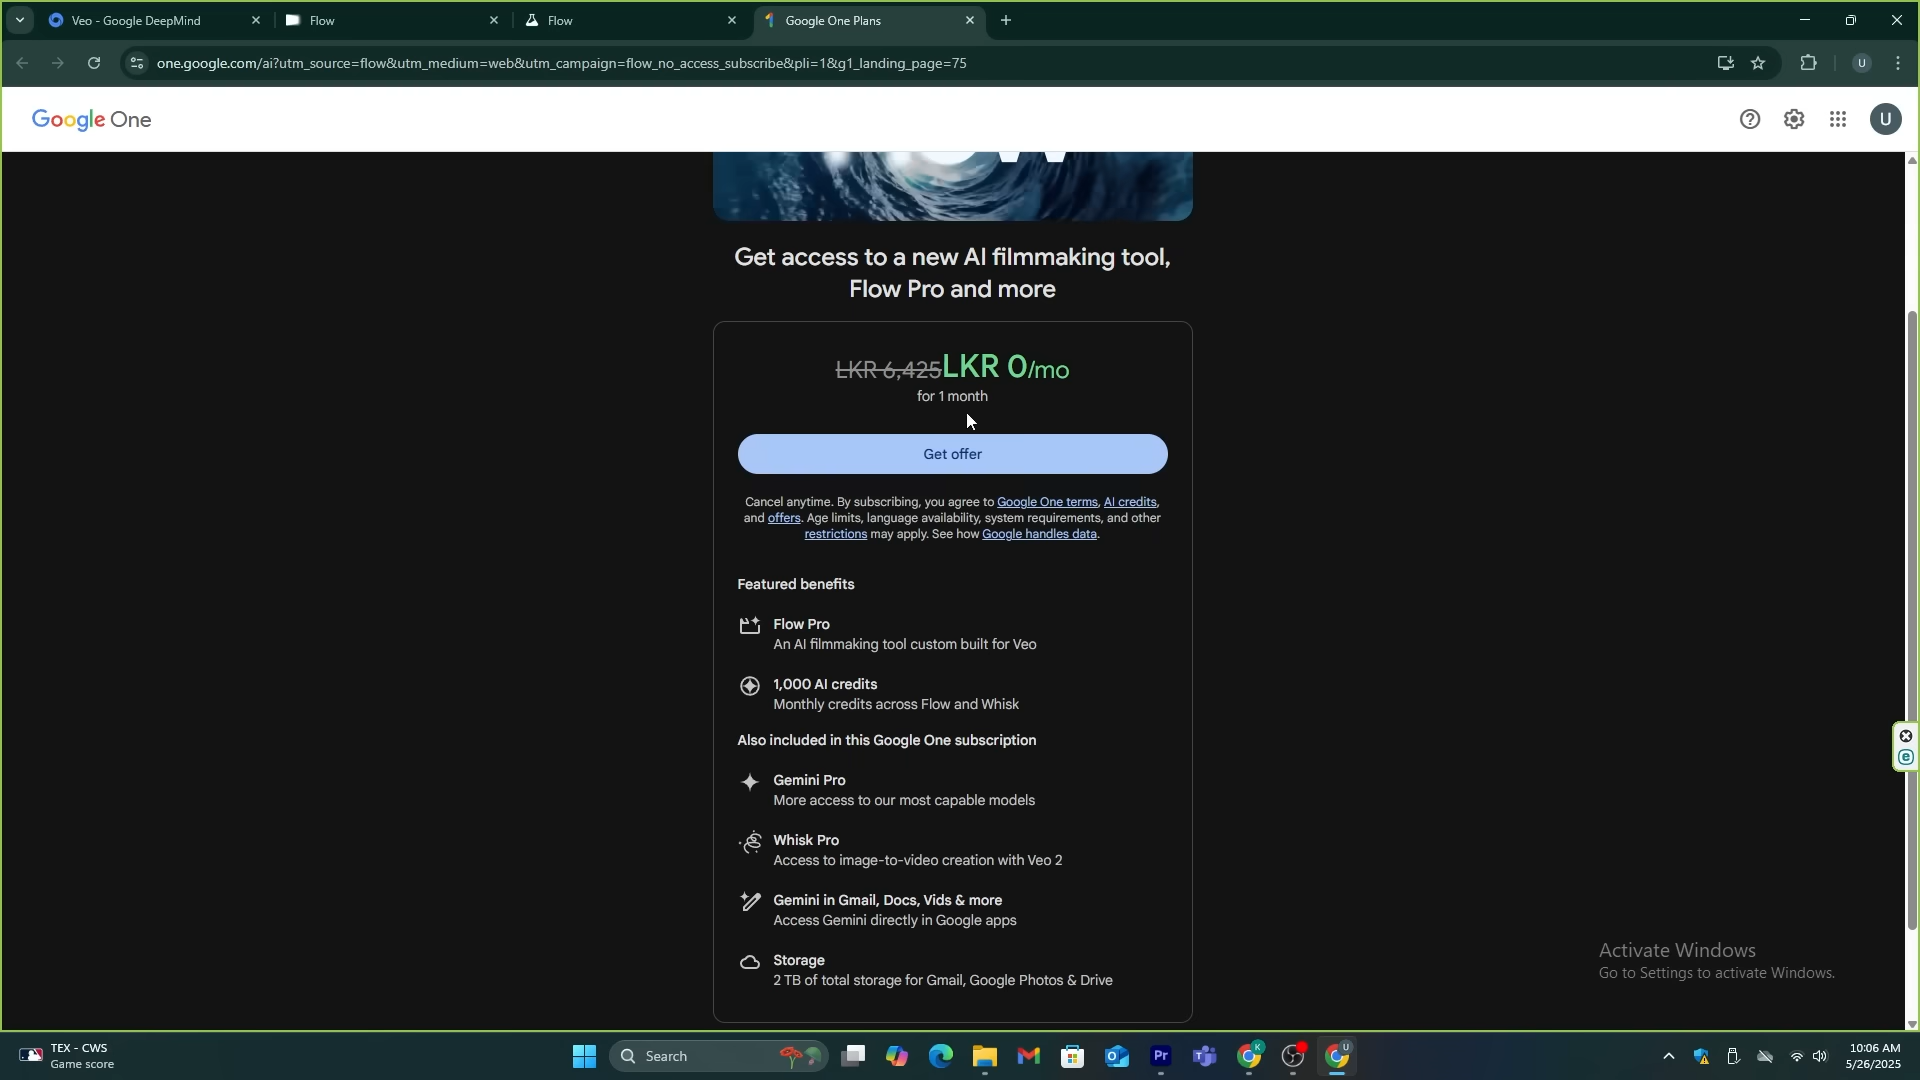 Veo - Google DeepMind
Flow
Flow
Google One Plans
one.google.com/ai?utm_source=flow&utm_medium=web&utm_campaign=flow_no_access_subscribe&pli=1&g1_landing_page=75
U
Google One
U
Get access to a new AI filmmaking tool,
Flow Pro and more
LKR 6,425 LKR 0/mo
for 1 month
Get offer
Cancel anytime. By subscribing, you agree to Google One terms, AI credits,
and offers. Age limits, language availability, system requirements, and other
restrictions may apply. See how Google handles data.
Featured benefits
Flow Pro
An AI filmmaking tool custom built for Veo
1,000 AI credits
Monthly credits across Flow and Whisk
Also included in this Google One subscription
Gemini Pro
More access to our most capable models
Whisk Pro
Access to image-to-video creation with Veo 2
Gemini in Gmail, Docs, Vids & more
Access Gemini directly in Google apps
Storage
2 TB of total storage for Gmail, Google Photos & Drive
Activate Windows
Go to Settings to activate Windows.
TEX - CWS
Game score
Search
Pr
K
U
10:06 AM
5/26/2025